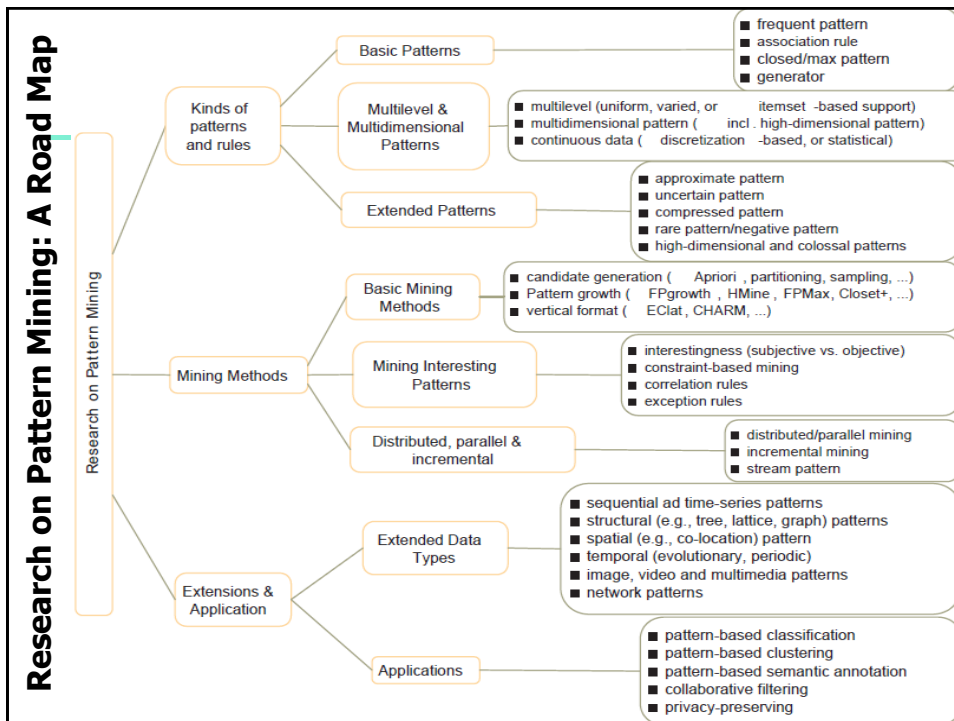 Research on Pattern Mining: A Road Map
Research on Pattern Mining
Kinds of
patterns
and rules
Basic Patterns
■ frequent pattern
■ association rule
■ closed/max pattern
■ generator
Multilevel &
Multidimensional
Patterns
■ multilevel (uniform, varied, or itemset -based support)
■ multidimensional pattern ( incl . high-dimensional pattern)
■ continuous data ( discretization -based, or statistical)
Extended Patterns
■ approximate pattern
■ uncertain pattern
■ compressed pattern
■ rare pattern/negative pattern
■ high-dimensional and colossal patterns
Mining Methods
Basic Mining
Methods
■ candidate generation ( Apriori , partitioning, sampling, ...)
■ Pattern growth ( FPgrowth , HMine , FPMax, Closet+, ...)
■ vertical format ( EClat , CHARM, ...)
Mining Interesting
Patterns
■ interestingness (subjective vs. objective)
■ constraint-based mining
■ correlation rules
■ exception rules
Distributed, parallel &
incremental
■ distributed/parallel mining
■ incremental mining
■ stream pattern
Extensions &
Application
Extended Data
Types
■ sequential ad time-series patterns
■ structural (e.g., tree, lattice, graph) patterns
■ spatial (e.g., co-location) pattern
■ temporal (evolutionary, periodic)
■ image, video and multimedia patterns
■ network patterns
Applications
■ pattern-based classification
■ pattern-based clustering
■ pattern-based semantic annotation
■ collaborative filtering
■ privacy-preserving